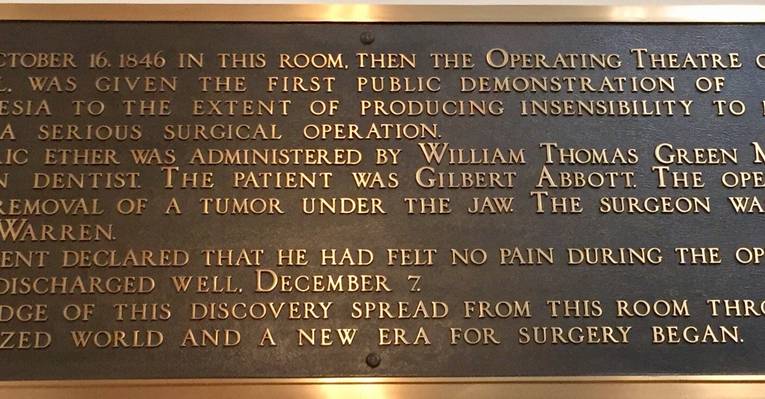 CTOBER 16. 1846 IN THIS ROOM, THEN THE OPERATING THEATRE O
L, WAS GIVEN THE FIRST PUBLIC DEMONSTRATION OF
ESIA TO THE EXTENT OF PRODUCING INSENSIBILITY TO
A SERIOUS SURGICAL OPERATION.
RIC ETHER WAS ADMINISTERED BY WILLIAM THOMAS GREEN M
N DENTIST. THE PATIENT WAS GILBERT ABBOTT. THE OPE
REMOVAL OF A TUMOR UNDER THE JAW. THE SURGEON WA
WARREN.
ENT DECLARED THAT HE HAD FELT NO PAIN DURING THE OP
DISCHARGED WELL, DECEMBER 7.
DGE OF THIS DISCOVERY SPREAD FROM THIS ROOM THRO
ZED WORLD AND A NEW ERA FOR SURGERY BEGAN.